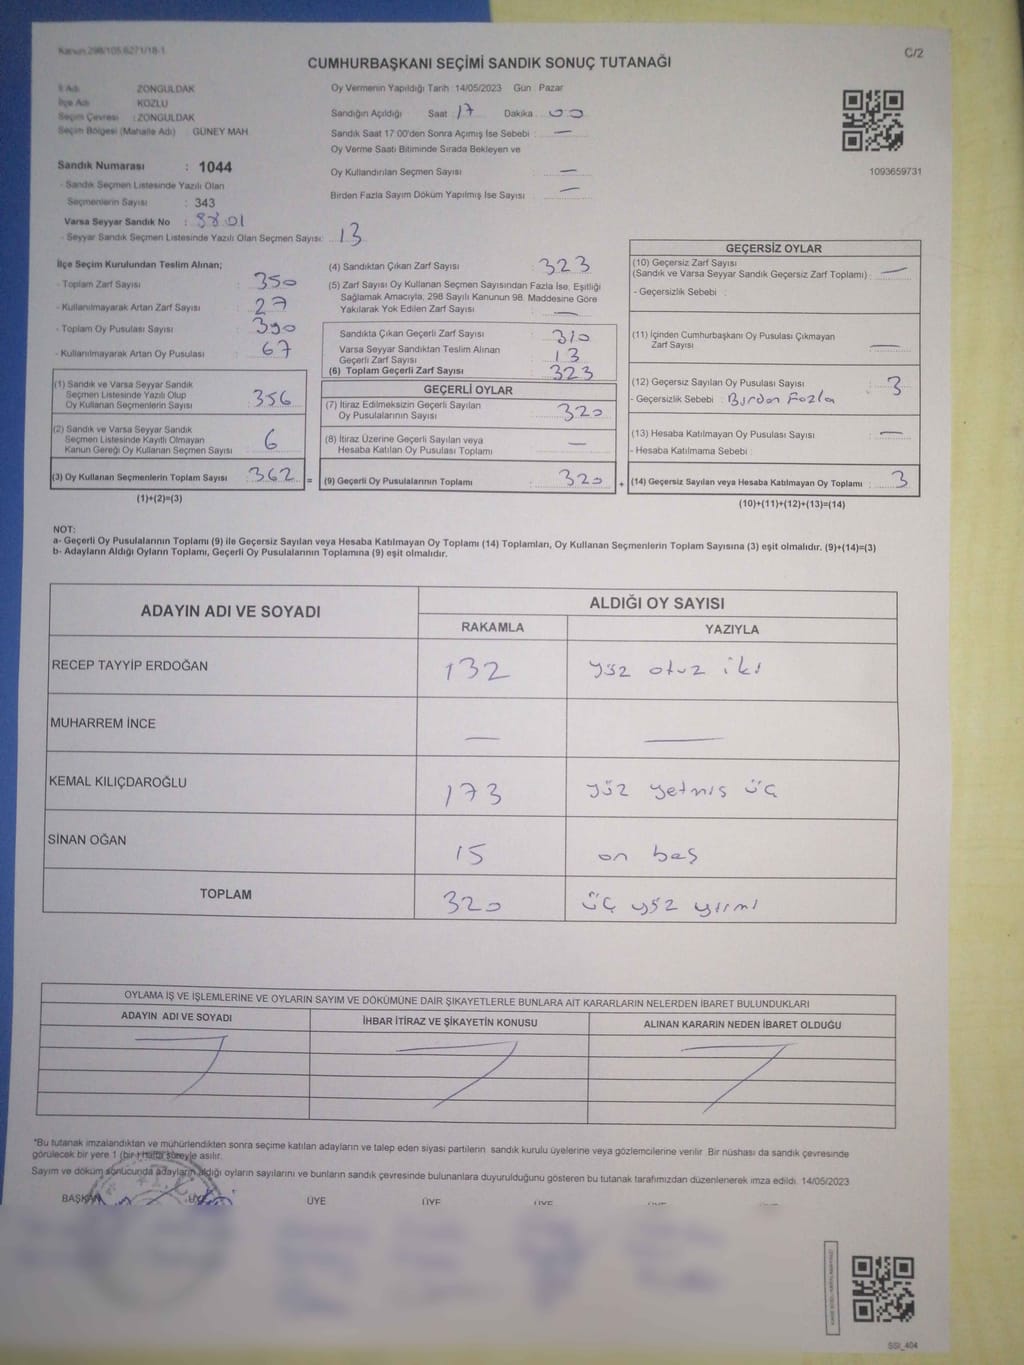 Kanun 298/105.6271/18-1
C/2
CUMHURBAŞKANI SEÇİMİ SANDIK SONUÇ TUTANAĞI
İl Adı : ZONGULDAK
İlçe Adı : KOZLU
Seçim Çevresi : ZONGULDAK
Seçim Bölgesi (Mahalle Adı) GÜNEY MAH.
Sandık Numarası : 1044
- Sandık Seçmen Listesinde Yazılı Olan
Seçmenlerin Sayısı : 343
Varsa Seyyar Sandık No :
- Seyyar Sandık Seçmen Listesinde Yazılı Olan Seçmen Sayısı: 13
Oy Vermenin Yapıldığı Tarih 14/05/2023 Gün Pazar
Sandığın Açıldığı Saat 17 Dakika 00
Sandık Saat 17:00'den Sonra Açımış İse Sebebi : —
Oy Verme Saati Bitiminde Sırada Bekleyen ve
Oy Kullandırılan Seçmen Sayısı : —
Birden Fazla Sayım Döküm Yapılmış İse Sayısı : —
1093659731
İlçe Seçim Kurulundan Teslim Alınan;
- Toplam Zarf Sayısı : 350
- Kullanılmayarak Artan Zarf Sayısı : 27
- Toplam Oy Pusulası Sayısı : 390
- Kullanılmayarak Artan Oy Pusulası : 67
(1) Sandık ve Varsa Seyyar Sandık
Seçmen Listesinde Yazılı Olup
Oy Kullanan Seçmenlerin Sayısı : 356
(2) Sandık ve Varsa Seyyar Sandık
Seçmen Listesinde Kayıtlı Olmayan
Kanun Gereği Oy Kullanan Seçmen Sayısı : 6
(3) Oy Kullanan Seçmenlerin Toplam Sayısı : 362 =
(1)+(2)=(3)
(4) Sandıktan Çıkan Zarf Sayısı : 323
(5) Zarf Sayısı Oy Kullanan Seçmen Sayısından Fazla İse, Eşitliği
Sağlamak Amacıyla, 298 Sayılı Kanunun 98. Maddesine Göre
Yakılarak Yok Edilen Zarf Sayısı : —
Sandıkta Çıkan Geçerli Zarf Sayısı : 310
Varsa Seyyar Sandıktan Teslim Alınan
Geçerli Zarf Sayısı : 13
(6) Toplam Geçerli Zarf Sayısı : 323
GEÇERLİ OYLAR
(7) İtiraz Edilmeksizin Geçerli Sayılan
Oy Pusulalarının Sayısı : 320
(8) İtiraz Üzerine Geçerli Sayılan veya
Hesaba Katılan Oy Pusulası Toplamı : —
(9) Geçerli Oy Pusulalarının Toplamı : 320 +
GEÇERSİZ OYLAR
(10) Geçersiz Zarf Sayısı
(Sandık ve Varsa Seyyar Sandık Geçersiz Zarf Toplamı) : —
- Geçersizlik Sebebi :
(11) İçinden Cumhurbaşkanı Oy Pusulası Çıkmayan
Zarf Sayısı : —
(12) Geçersiz Sayılan Oy Pusulası Sayısı : 3
- Geçersizlik Sebebi : Birden Fazla
(13) Hesaba Katılmayan Oy Pusulası Sayısı : —
- Hesaba Katılmama Sebebi :
(14) Geçersiz Sayılan veya Hesaba Katılmayan Oy Toplamı : 3
(10)+(11)+(12)+(13)=(14)
NOT:
a- Geçerli Oy Pusulalarının Toplamı (9) ile Geçersiz Sayılan veya Hesaba Katılmayan Oy Toplamı (14) Toplamları, Oy Kullanan Seçmenlerin Toplam Sayısına (3) eşit olmalıdır. (9)+(14)=(3)
b- Adayların Aldığı Oyların Toplamı, Geçerli Oy Pusulalarının Toplamına (9) eşit olmalıdır.
ADAYIN ADI VE SOYADI ALDIĞI OY SAYISI
RAKAMLA YAZIYLA
RECEP TAYYİP ERDOĞAN 132 yüz otuz iki
MUHARREM İNCE — —
KEMAL KILIÇDAROĞLU 173 yüz yetmiş üç
SİNAN OĞAN 15 on beş
TOPLAM 320 üç yüz yirmi
OYLAMA İŞ VE İŞLEMLERİNE VE OYLARIN SAYIM VE DÖKÜMÜNE DAİR ŞİKAYETLERLE BUNLARA AİT KARARLARIN NELERDEN İBARET BULUNDUKLARI
ADAYIN ADI VE SOYADI İHBAR İTİRAZ VE ŞİKAYETİN KONUSU ALINAN KARARIN NEDEN İBARET OLDUĞU
*Bu tutanak imzalandıktan ve mühürlendikten sonra seçime katılan adayların ve talep eden siyasi partilerin sandık kurulu üyelerine veya gözlemcilerine verilir. Bir nüshası da sandık çevresinde
görülecek bir yere 1 (bir) hafta süreyle asılır.
Sayım ve döküm sonucunda adayların aldığı oyların sayılarını ve bunların sandık çevresinde bulunanlara duyurulduğunu gösteren bu tutanak tarafımızdan düzenlenerek imza edildi. 14/05/2023
BAŞKAN ÜYE ÜYE ÜYE ÜYE
SSI_404